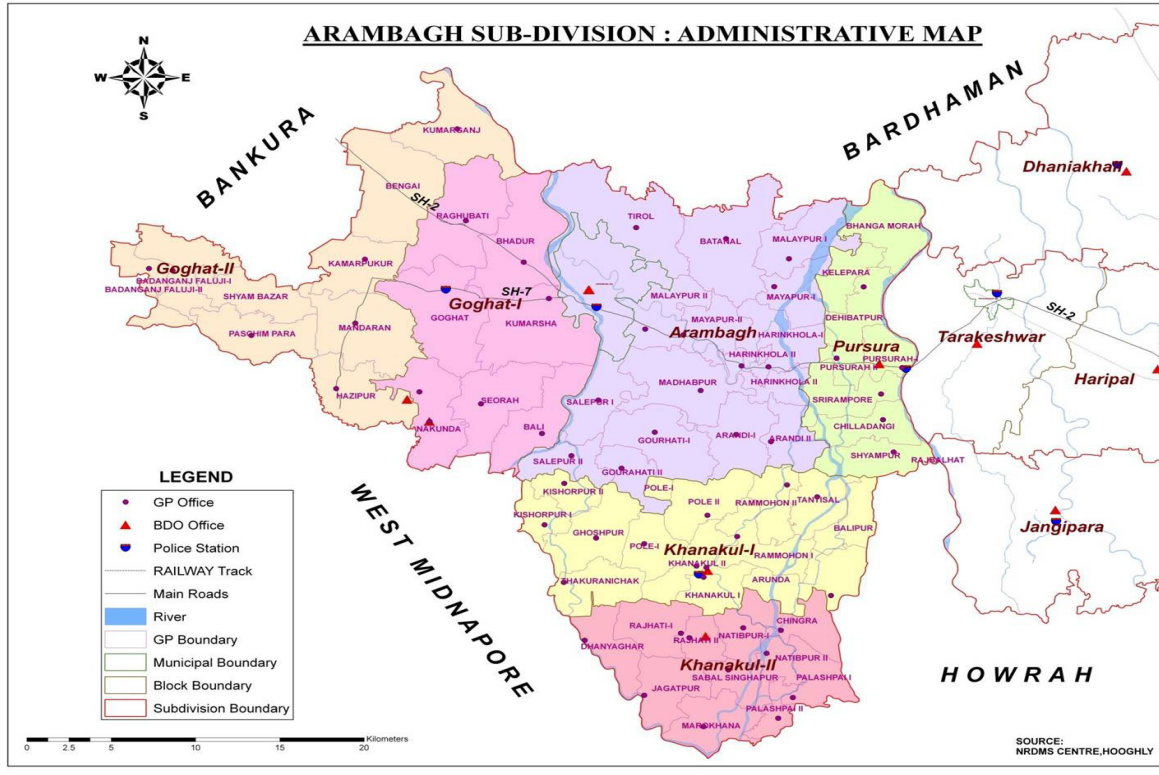 ARAMBAGH SUB-DIVISION : ADMINISTRATIVE MAP
N
W E
S
BANKURA
BARDHAMAN
WEST MIDNAPORE
HOWRAH
KUMARGANJ
BENGAI
SH-2
RAGHUBATI
BHADUR
KAMARPUKUR
Goghat-II
BADANGANJ FALUJI-I
BADANGANJ FALUJI-II
SHYAM BAZAR
PASCHIM PARA
MANDARAN
HAZIPUR
SH-7
Goghat-I
GOGHAT
KUMARSHA
SEORAH
NAKUNDA
BALI
TIROL
BATANAL
MALAYPUR I
MALAYPUR II
MAYAPUR-I
MAYAPUR-II
Arambagh
HARINKHOLA-I
HARINKHOLA II
HARINKHOLA II
MADHABPUR
SALEPUR I
GOURHATI-I
ARANDI-I
ARANDI II
SALEPUR II
GOURAHATI II
BHANGA MORAH
KELEPARA
DEHIBATPUR
Pursura
PURSURAH-I
PURSURAH II
SRIRAMPORE
CHILLADANGI
SHYAMPUR
RAJBALHAT
Dhaniakhali
SH-2
Tarakeshwar
Haripal
Jangipara
POLE-I
KISHORPUR II
POLE II
RAMMOHON II
TANTISAL
KISHORPUR I
GHOSHPUR
BALIPUR
POLE-I
Khanakul-I
RAMMOHON I
KHANAKUL II
THAKURANICHAK
ARUNDA
KHANAKUL I
CHINGRA
RAJHATI-I
RAJHATI II
NATIBPUR-I
DHANYAGHAR
NATIBPUR II
Khanakul-II
SABAL SINGHAPUR
PALASHPAI I
JAGATPUR
PALASHPAI II
MAROKHANA
LEGEND
GP Office
BDO Office
Police Station
RAILWAY Track
Main Roads
River
GP Boundary
Municipal Boundary
Block Boundary
Subdivision Boundary
0 2.5 5 10 15 20 Kilometers
SOURCE:
NRDMS CENTRE,HOOGHLY